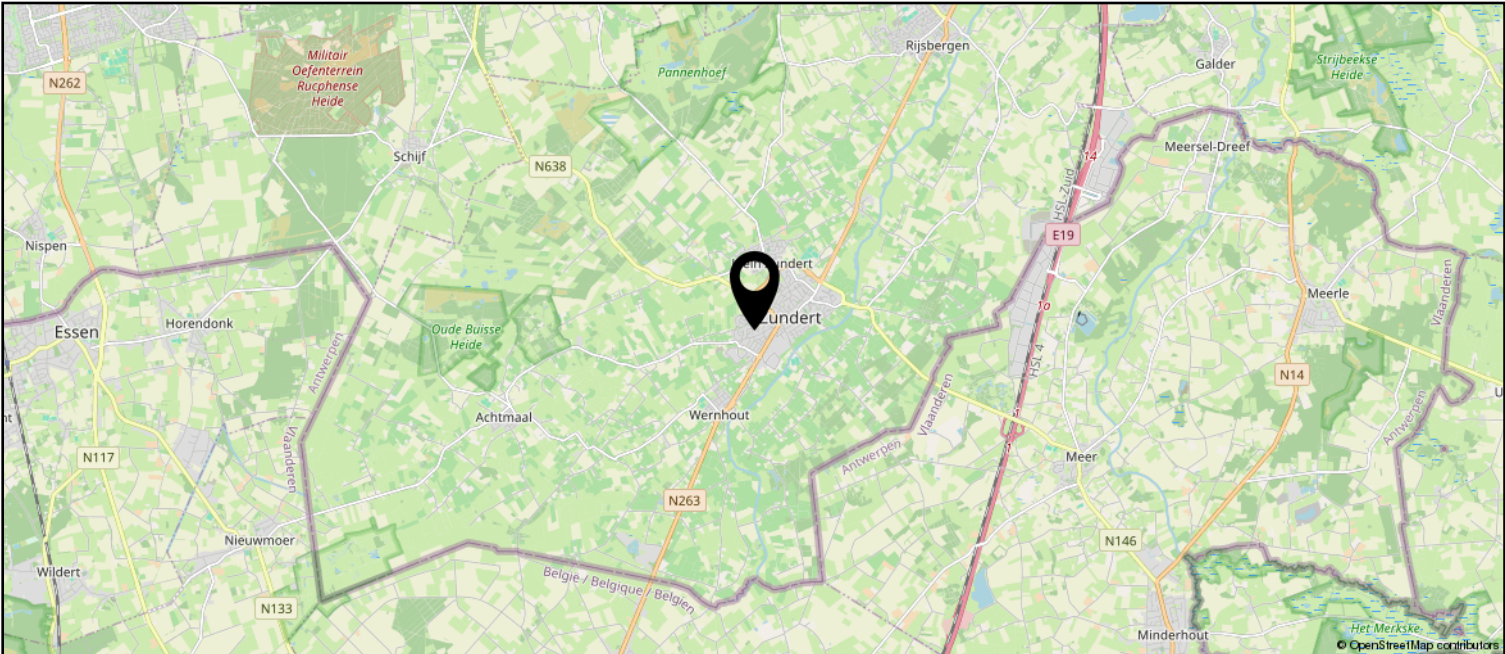 N262
Militair
Oefenterrein
Rucphense
Heide
Pannenhoef
Rijsbergen
Galder
Strijbeekse
Heide
Schijf
N638
14
Meersel-Dreef
HSL-Zuid
E19
Nispen
Zundert
Essen
Horendonk
Oude Buisse
Heide
Antwerpen
Vlaanderen
1a
HSL 4
Meerle
Vlaanderen
N14
Achtmaal
Wernhout
Vlaanderen
Antwerpen
Antwerpen
1
1
Meer
N117
N263
Nieuwmoer
N146
Wildert
N133
België / Belgique / Belgien
Minderhout
Het Merkske
© OpenStreetMap contributors